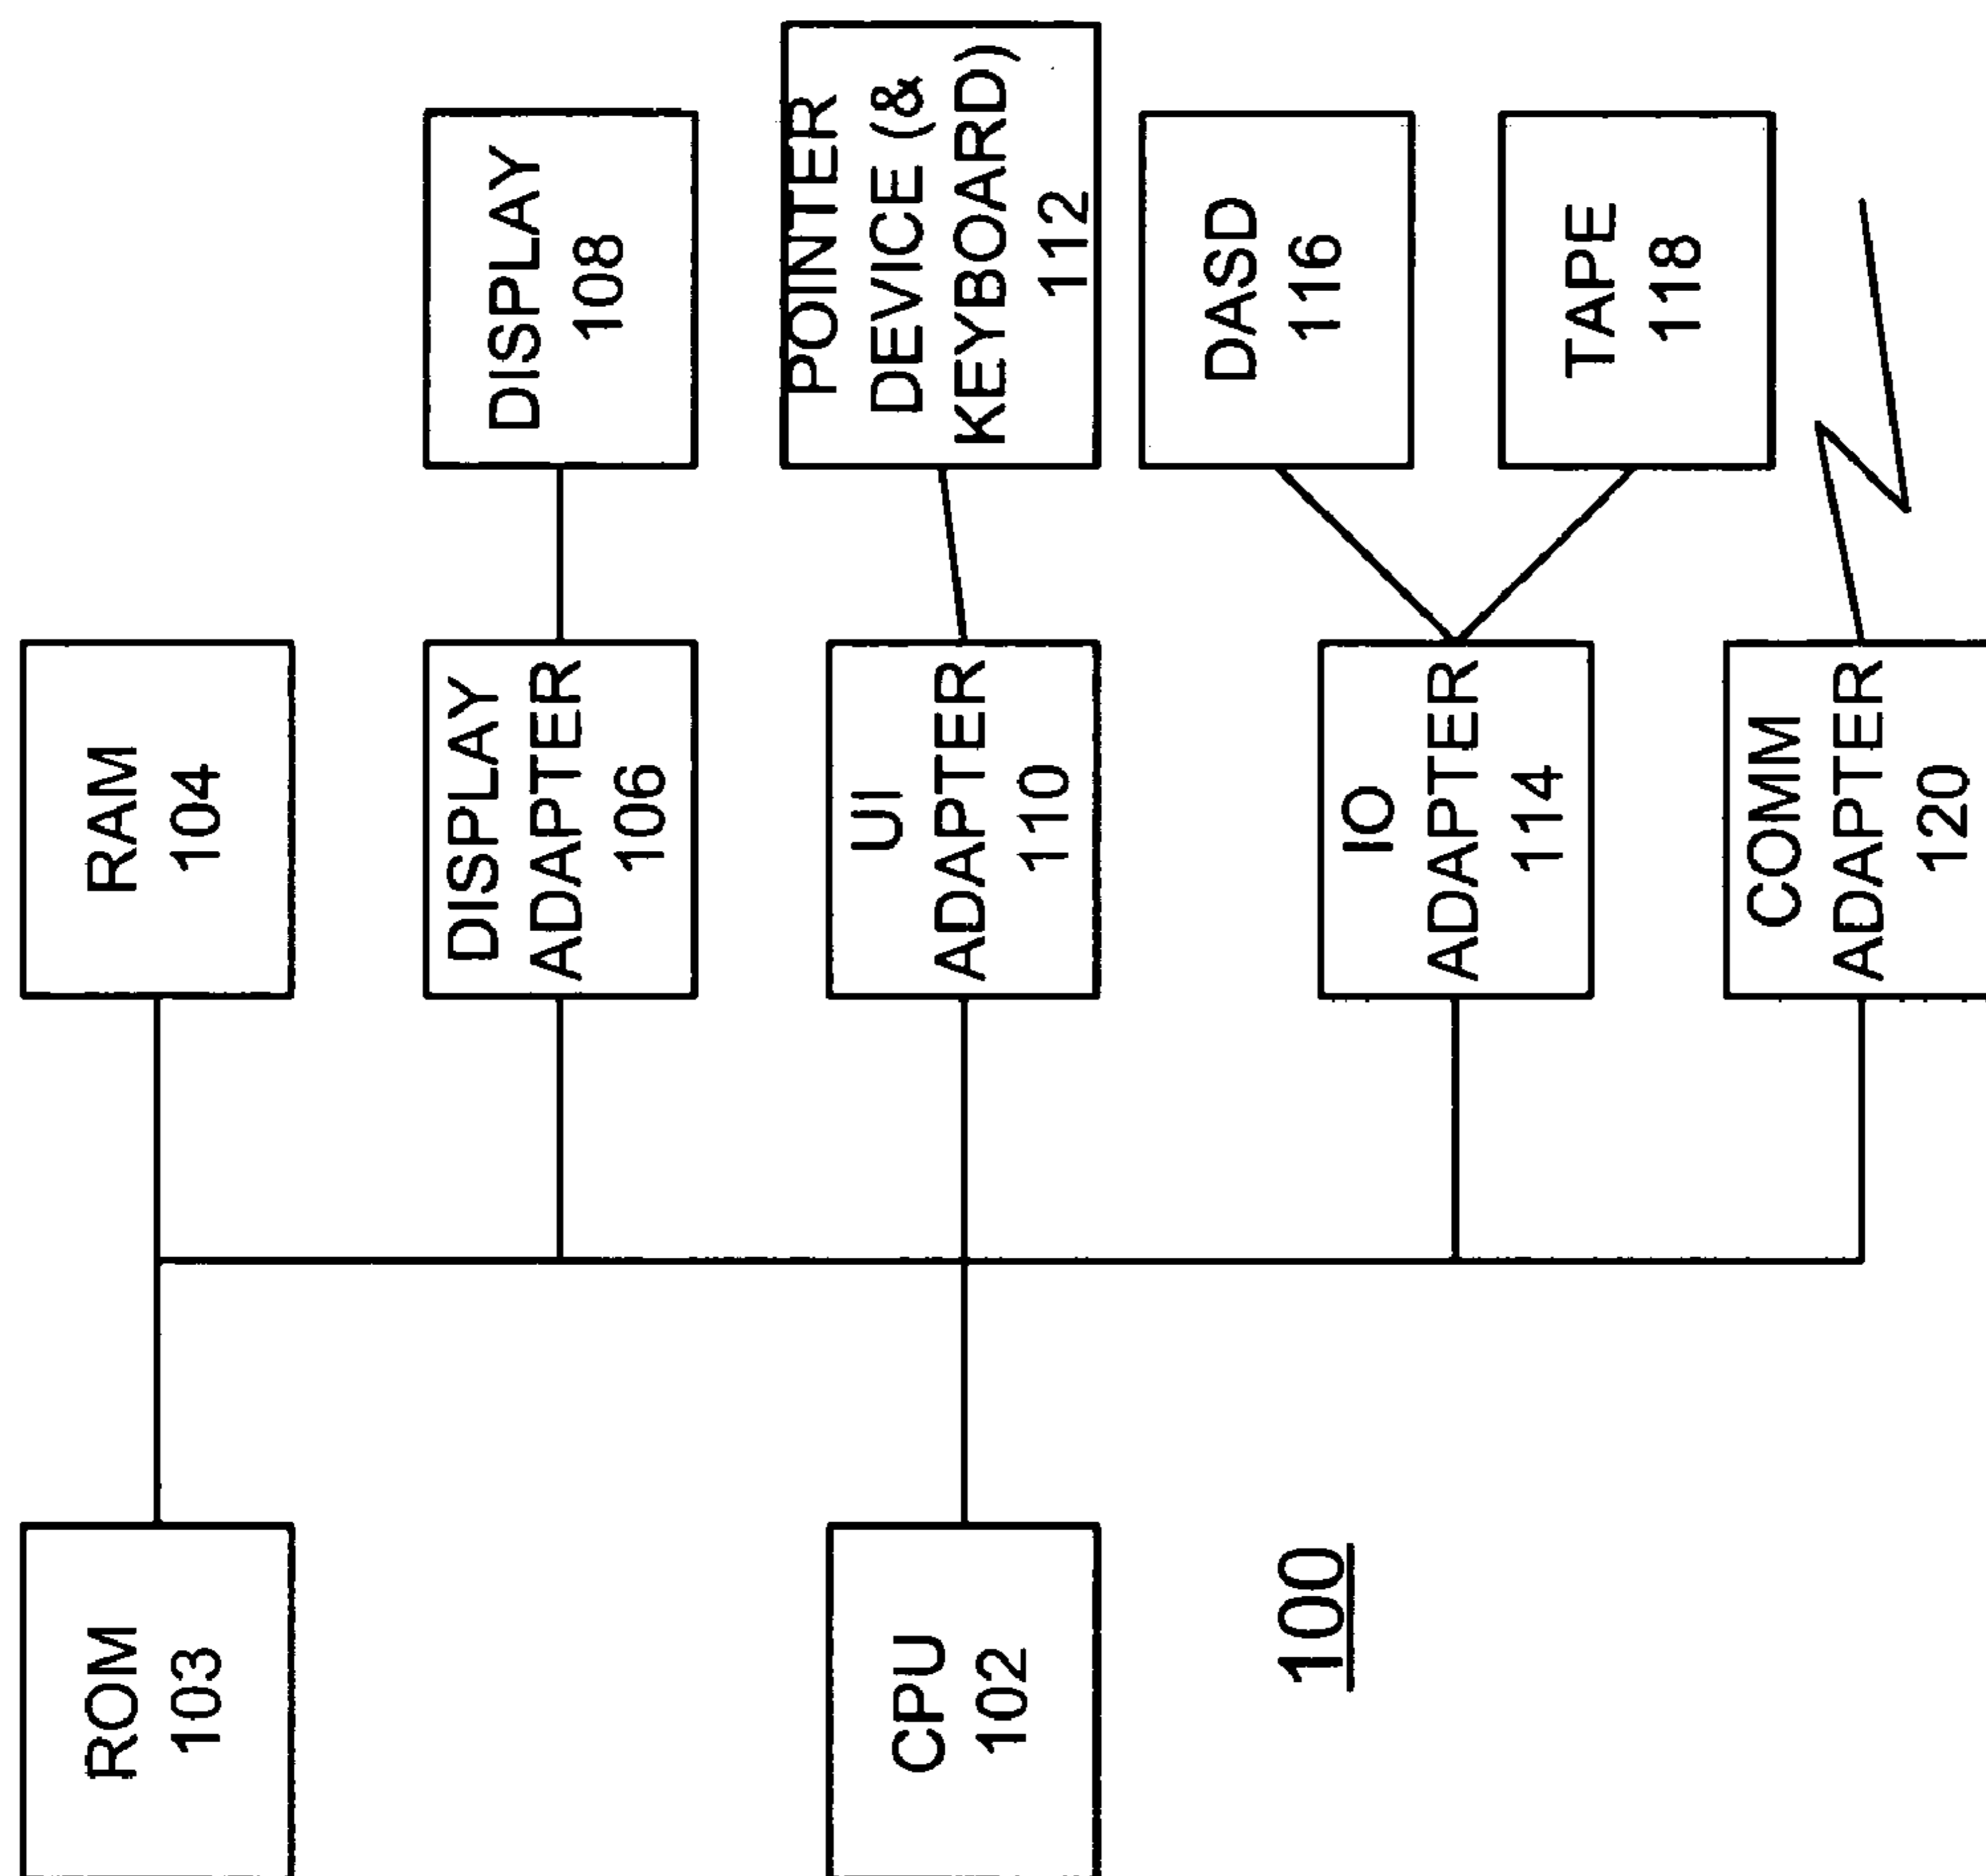 ROM
103
RAM
104
DISPLAY
ADAPTER
106
DISPLAY
108
CPU
102
UI
ADAPTER
110
POINTER
DEVICE (&
KEYBOARD)
112
100
IO
ADAPTER
114
DASD
116
TAPE
118
COMM
ADAPTER
120